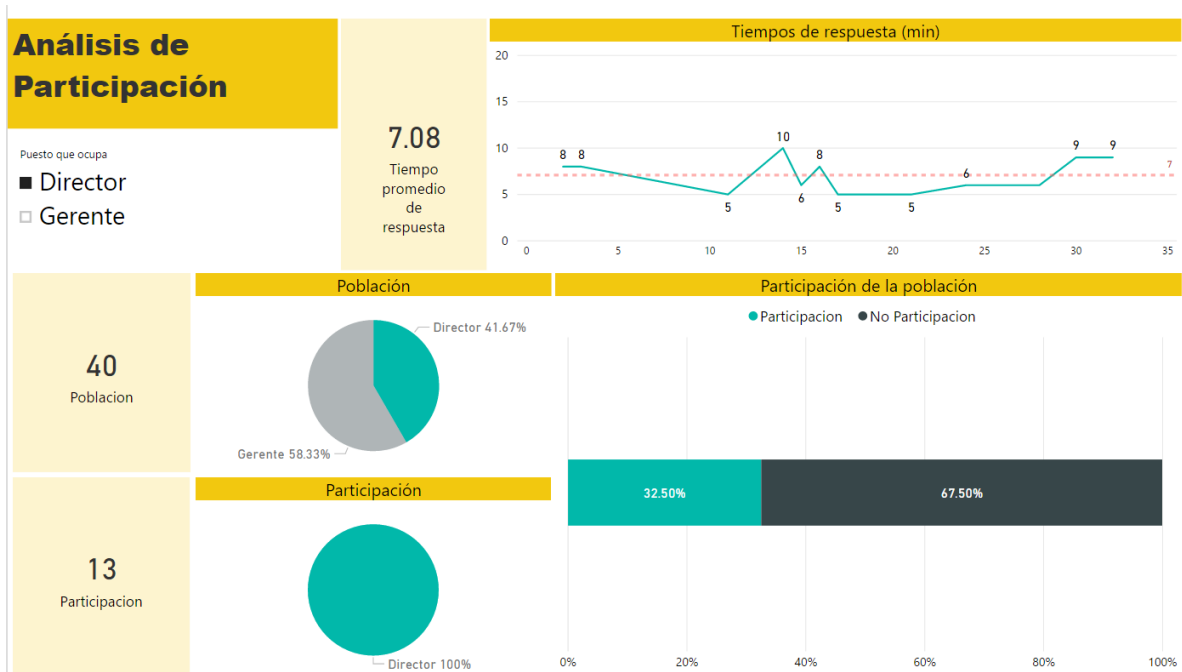 Análisis de
Participación
Puesto que ocupa
Director
Gerente
7.08
Tiempo
promedio
de
respuesta
Tiempos de respuesta (min)
20
15
10
5
0
8 8 5 10 6 8 5 5 6 9 9 7
0 5 10 15 20 25 30 35
40
Poblacion
Población
Director 41.67%
Gerente 58.33%
Participación de la población
Participacion No Participacion
32.50% 67.50%
0% 20% 40% 60% 80% 100%
13
Participacion
Participación
Director 100%